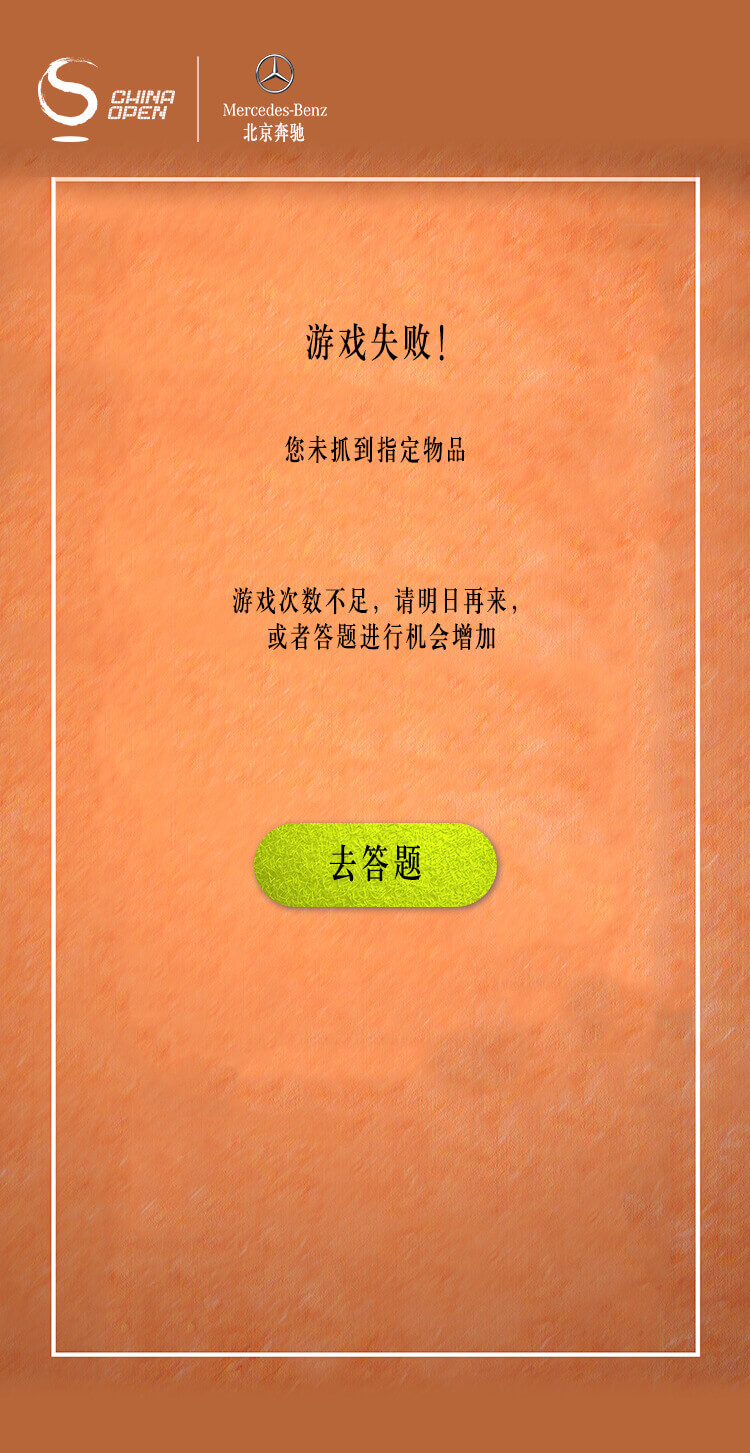 CHINA
OPEN
Mercedes-Benz
北京奔驰
游戏失败!
您未抓到指定物品
游戏次数不足,请明日再来,
或者答题进行机会增加
去答题